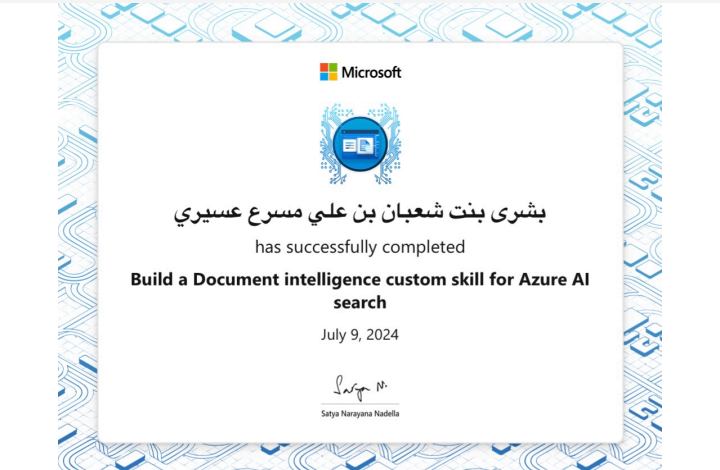 Microsoft
بشرى بنت شعبان بن علي مسرع عسيري
has successfully completed
Build a Document intelligence custom skill for Azure AI
search
July 9, 2024
Satya N.
Satya Narayana Nadella